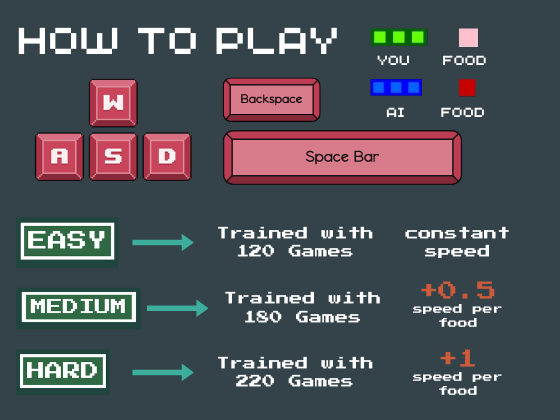 HOW TO PLAY
YOU
FOOD
AI
FOOD
W
A
S
D
Backspace
Space Bar
EASY
Trained with
120 Games
constant
speed
MEDIUM
Trained with
180 Games
+0.5
speed per
food
HARD
Trained with
220 Games
+1
speed per
food